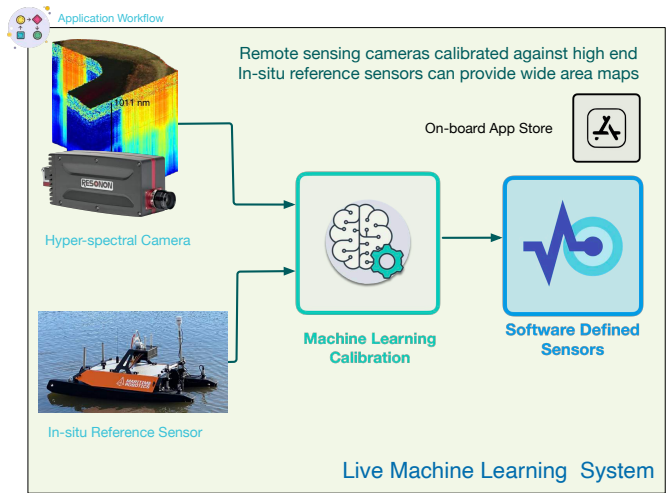 Application Workflow
Remote sensing cameras calibrated against high end
In-situ reference sensors can provide wide area maps
1011 nm
On-board App Store
RESONON
Hyper-spectral Camera
Machine Learning
Calibration
Software Defined
Sensors
MARITIME
ROBOTICS
In-situ Reference Sensor
Live Machine Learning System